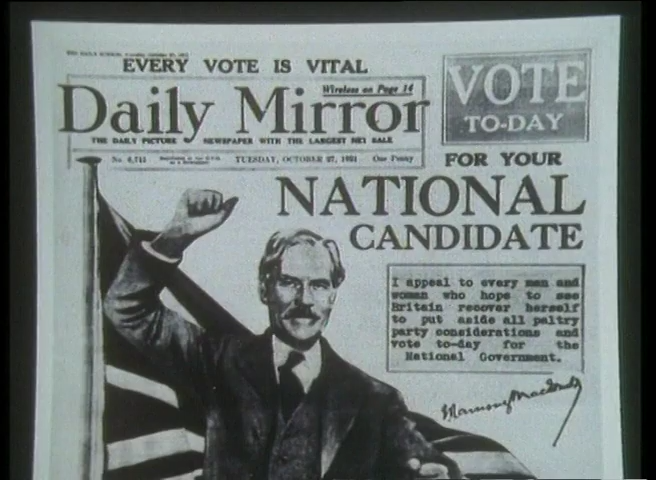 EVERY VOTE IS VITAL
Wireless on Page 14
Daily Mirror
THE DAILY PICTURE NEWSPAPER WITH THE LARGEST NET SALE
TUESDAY, OCTOBER 27, 1931 One Penny
VOTE
TO-DAY
FOR YOUR
NATIONAL
CANDIDATE
I appeal to every man and
woman who hopes to see
Britain recover herself
to put aside all paltry
party considerations and
vote to-day for the
National Government.
J Ramsay MacDonald